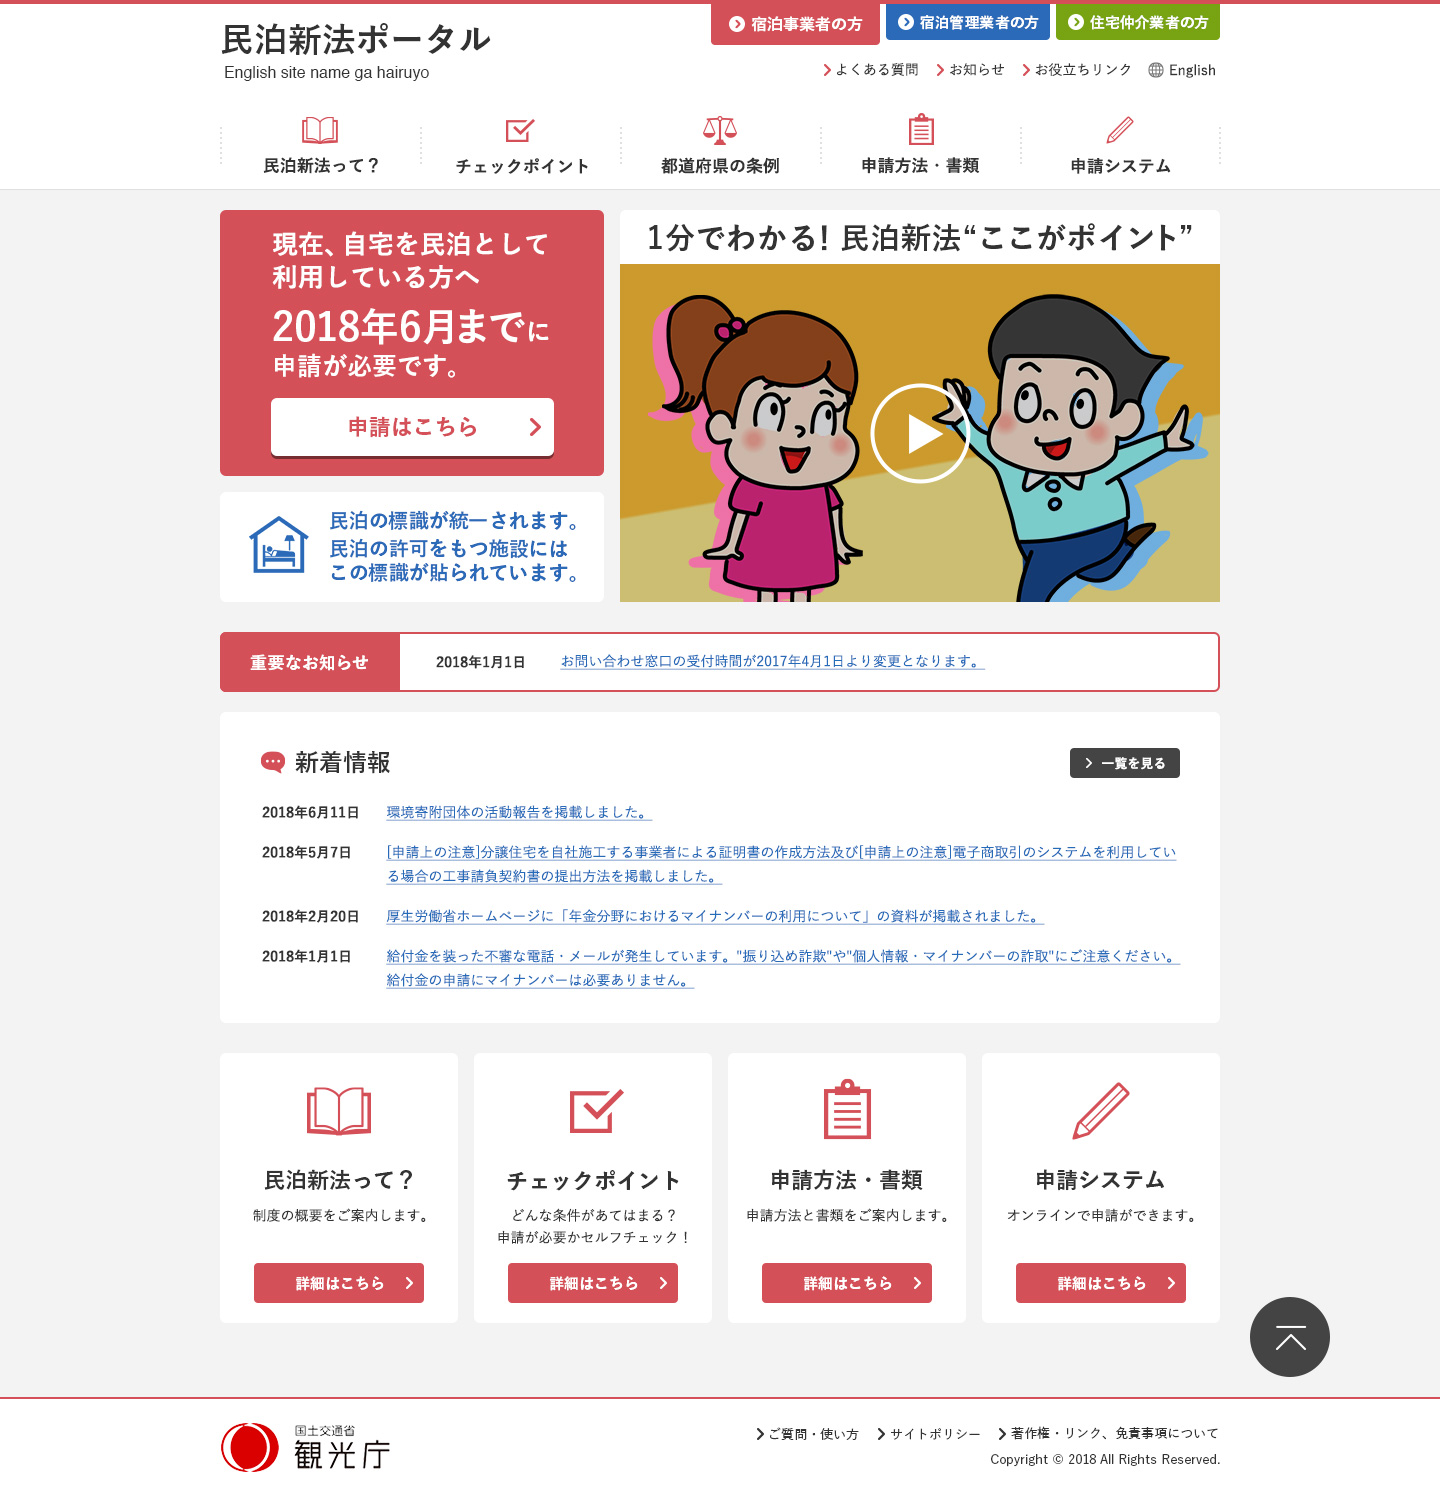 民泊新法ポータル
English site name ga hairuyo
宿泊事業者の方
宿泊管理業者の方
住宅仲介業者の方
よくある質問
お知らせ
お役立ちリンク
English
民泊新法って？
チェックポイント
都道府県の条例
申請方法・書類
申請システム
現在、自宅を民泊として
利用している方へ
2018年6月までに
申請が必要です。
申請はこちら
民泊の標識が統一されます。
民泊の許可をもつ施設には
この標識が貼られています。
1分でわかる！民泊新法“ここがポイント”
重要なお知らせ
2018年1月1日
お問い合わせ窓口の受付時間が2017年4月1日より変更となります。
新着情報
一覧を見る
2018年6月11日
環境寄附団体の活動報告を掲載しました。
2018年5月7日
[申請上の注意]分譲住宅を自社施工する事業者による証明書の作成方法及び[申請上の注意]電子商取引のシステムを利用してい
る場合の工事請負契約書の提出方法を掲載しました。
2018年2月20日
厚生労働省ホームページに「年金分野におけるマイナンバーの利用について」の資料が掲載されました。
2018年1月1日
給付金を装った不審な電話・メールが発生しています。"振り込め詐欺"や"個人情報・マイナンバーの詐取"にご注意ください。
給付金の申請にマイナンバーは必要ありません。
民泊新法って？
制度の概要をご案内します。
詳細はこちら
チェックポイント
どんな条件があてはまる？
申請が必要かセルフチェック！
詳細はこちら
申請方法・書類
申請方法と書類をご案内します。
詳細はこちら
申請システム
オンラインで申請ができます。
詳細はこちら
国土交通省
観光庁
ご質問・使い方
サイトポリシー
著作権・リンク、免責事項について
Copyright © 2018 All Rights Reserved.